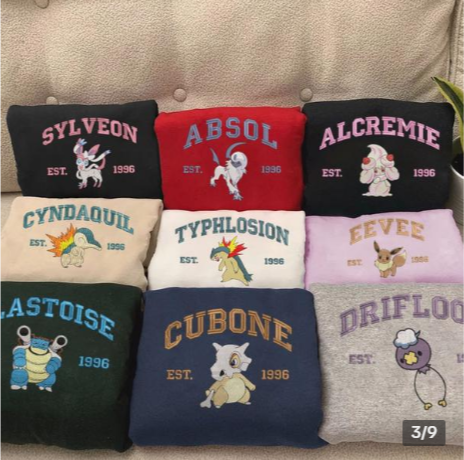 SYLVEON
EST. 1996
ABSOL
EST. 1996
ALCREMIE
EST. 1996
CYNDAQUIL
EST. 1996
TYPHLOSION
EST. 1996
EEVEE
EST. 1996
LASTOISE
1996
CUBONE
EST. 1996
DRIFLOO
EST.
3/9